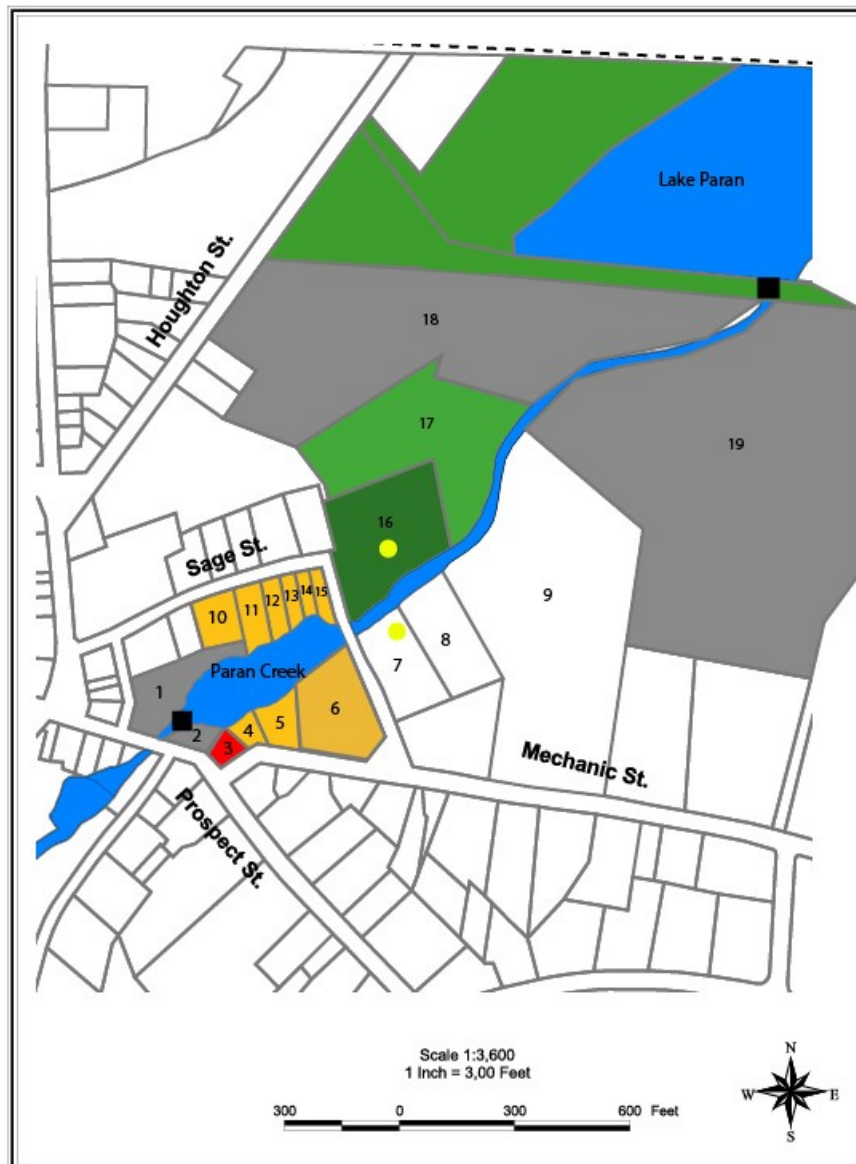 Lake Paran
Houghton St.
18
17
19
16
Sage St.
9
15
14
13
12
11
10
8
7
Paran Creek
1
6
5
4
2
3
Mechanic St.
Prospect St.
Scale 1:3,600
1 Inch = 3,00 Feet
N
W E
S
300 0 300 600 Feet